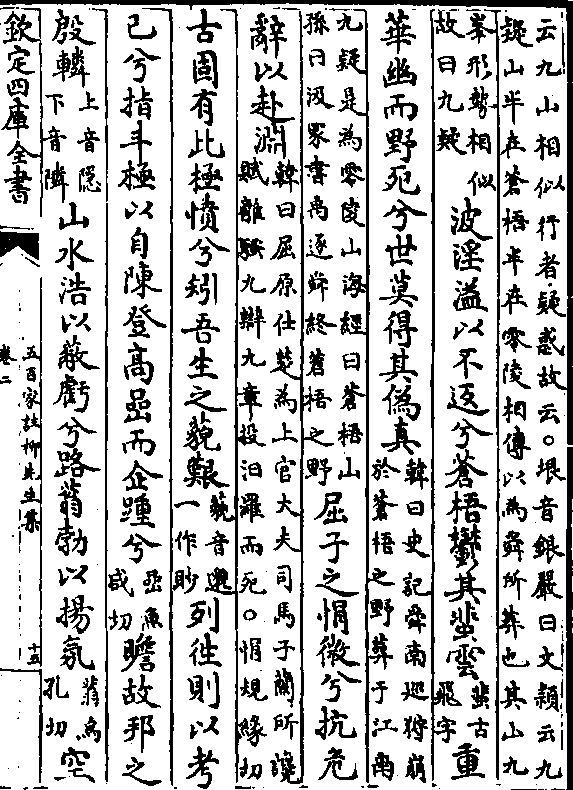 云九山相似行者疑惑故云○垠音銀嚴曰文頴云九
疑山半在蒼梧半在零陵相傳以為舜所葬也其山九
峯形勢相似
故曰九疑
波淫溢以不返兮蒼梧鬱其蜚雲
蜚古
飛字
重
華幽而野死兮世莫得其偽真
韓曰史記舜南廵狩崩
於蒼梧之野葬于江南
九疑是為零陵山海經曰蒼梧山
孫曰汲冢書禹逐舜終蒼梧之野
屈子之悁微兮抗危
辭以赴淵
韓曰屈原仕楚為上官大夫司馬子蘭所譖
賦離騷九辯九章投汨羅而死○悁規縁切
古固有此極憤兮矧吾生之藐艱
藐音邈
一作眇
列往則以考
己兮指斗極以自陳登高嵒而企踵兮
嵒魚
咸切
瞻故邦之
殷轔
上音隱
下音隣
山水浩以蔽虧兮路蓊勃以揚氛
蓊烏
孔切
空
欽定四庫全書
五百家註柳先生集
卷二
十五